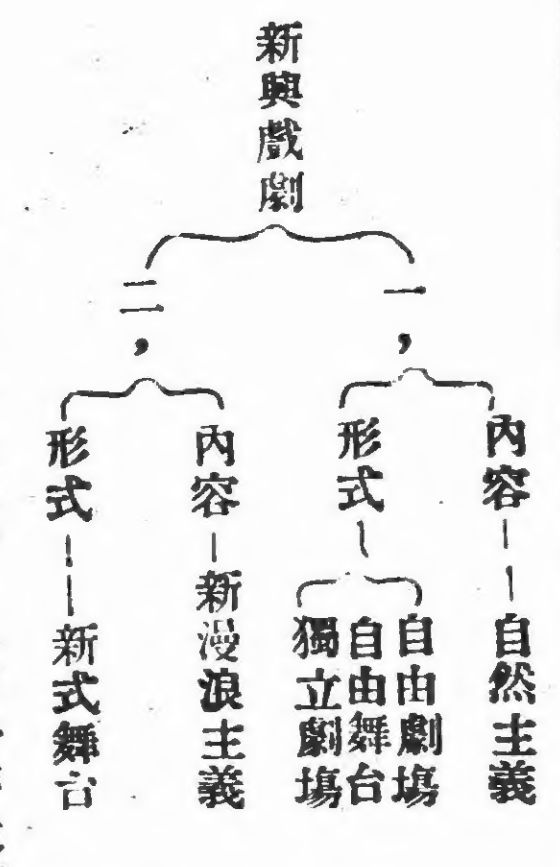 新興戲劇
一，
內容——自然主義
形式—
自由劇場
自由舞台
獨立劇場
二，
內容—新漫浪主義
形式——新式舞台